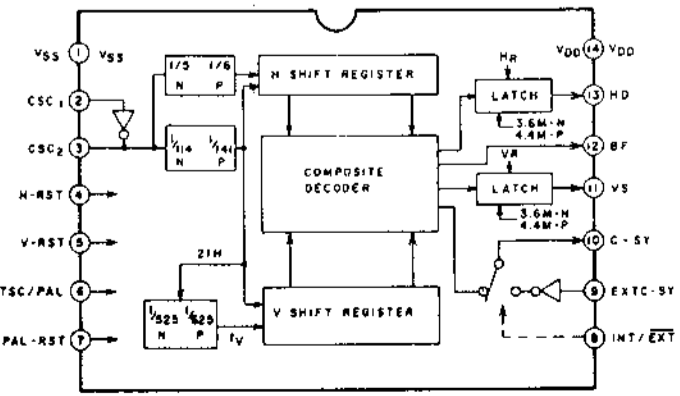 VSS 1 VSS
CSC1 2
CSC2 3
H-RST 4
V-RST 5
TSC/PAL 6
PAL-RST 7
1/5 1/6
N P
1/114 1/141
N P
2fH
1/525 1/625
N P
fV
H SHIFT REGISTER
COMPOSITE
DECODER
V SHIFT REGISTER
HR
LATCH
3.6M-N
4.4M-P
VR
LATCH
3.6M-N
4.4M-P
VDD 14 VDD
13 HD
12 BF
11 VS
10 C-SY
9 EXTC-SY
8 INT/EXT